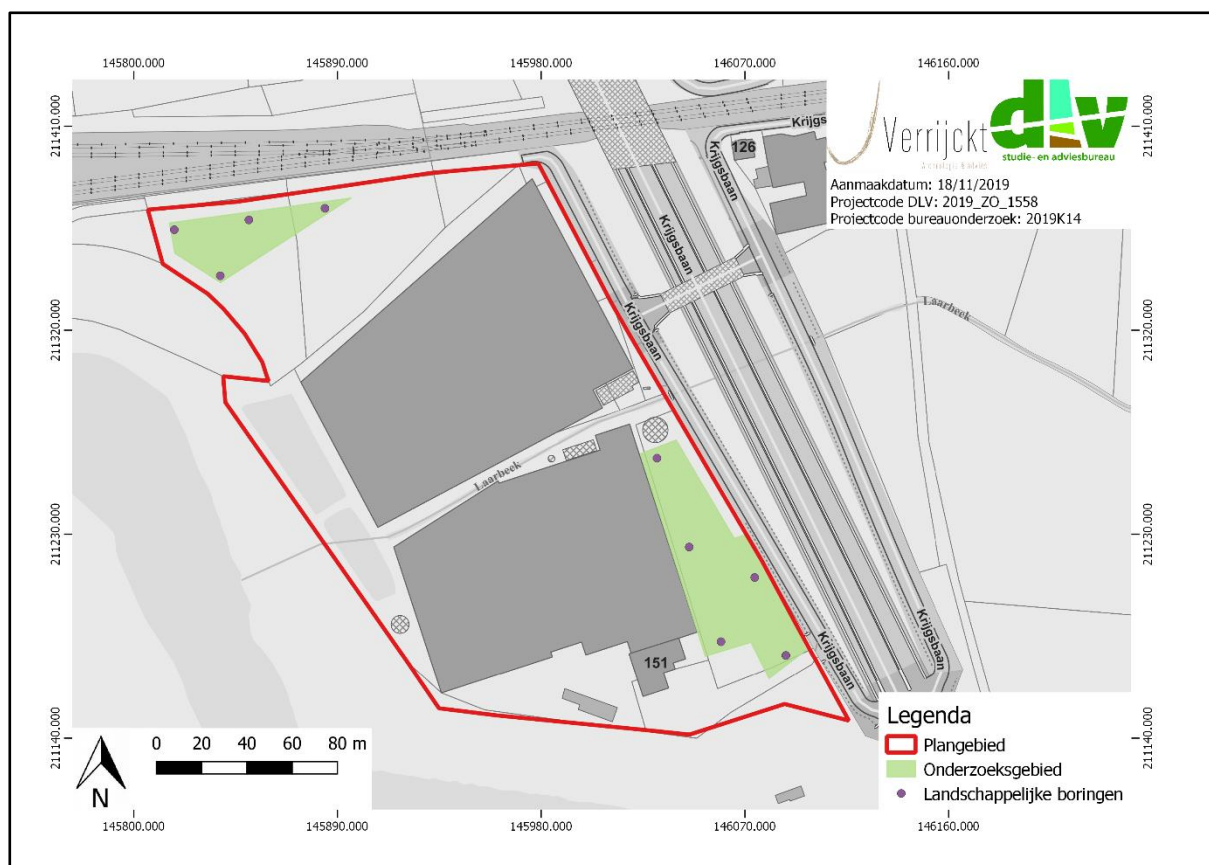 145800.000 145890.000 145980.000 146070.000 146160.000
211410.000 211410.000
Verrijckt
dlv
studie- en adviesbureau
Aanmaakdatum: 18/11/2019
Projectcode DLV: 2019_ZO_1558
Projectcode bureauonderzoek: 2019K14
Krijgsb
126
Krijgsbaan
Krijgsbaan
Krijgsbaan
Laarbeek
211320.000 211320.000
Krijgsbaan
Krijgsbaan
Laarbeek
211230.000 211230.000
Krijgsbaan
Krijgsbaan
151
211140.000 211140.000
Legenda
Plangebied
Onderzoeksgebied
Landschappelijke boringen
0 20 40 60 80 m
N
145800.000 145890.000 145980.000 146070.000 146160.000